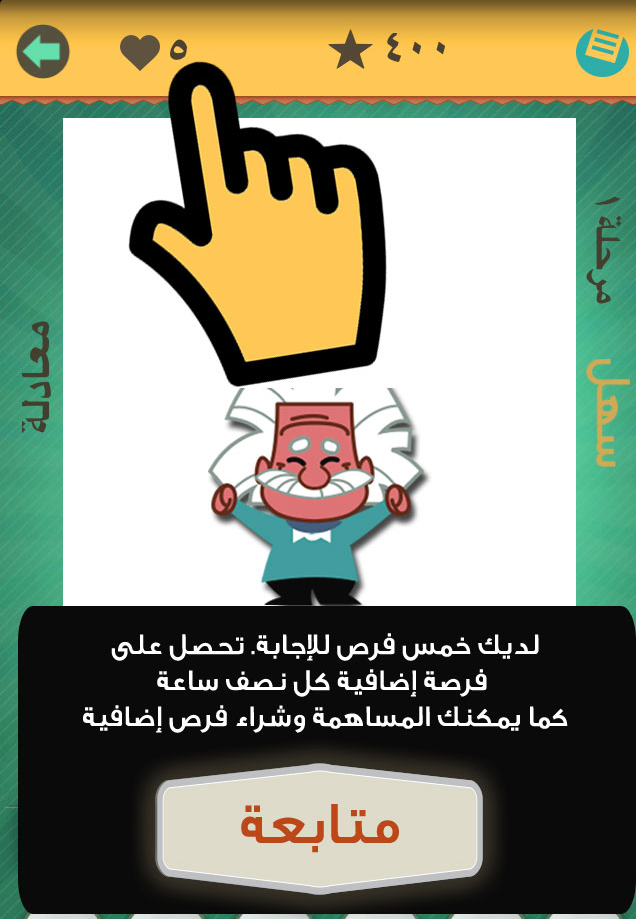 ٥
٤٠٠
مرحلة ١
سهل
معادلة
لديك خمس فرص للإجابة. تحصل على
فرصة إضافية كل نصف ساعة
كما يمكنك المساهمة وشراء فرص إضافية
متابعة